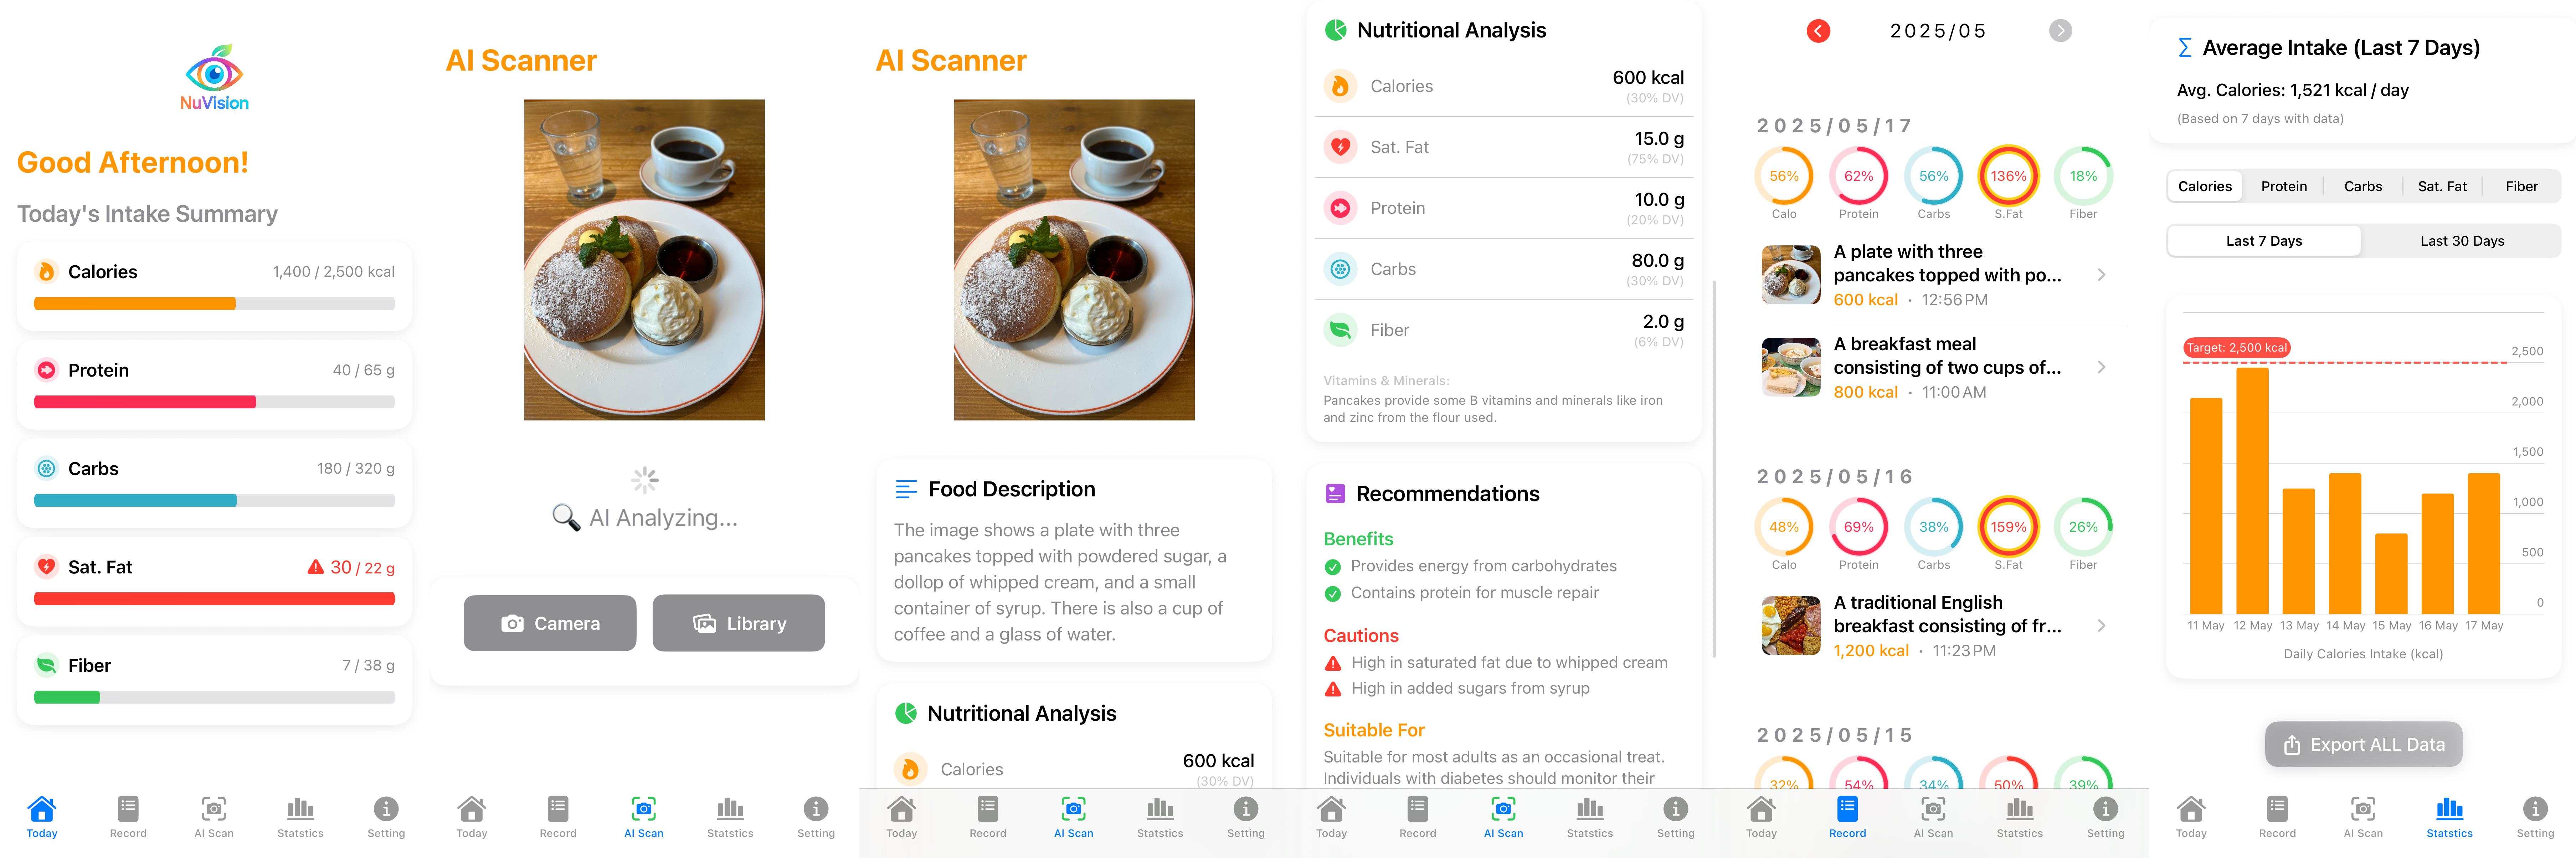 NuVision
Good Afternoon!
Today's Intake Summary
Calories
1,400 / 2,500 kcal
Protein
40 / 65 g
Carbs
180 / 320 g
Sat. Fat
30 / 22 g
Fiber
7 / 38 g
Today
Record
AI Scan
Statstics
Setting
AI Scanner
AI Analyzing...
Camera
Library
Today
Record
AI Scan
Statstics
Setting
AI Scanner
Food Description
The image shows a plate with three
pancakes topped with powdered sugar, a
dollop of whipped cream, and a small
container of syrup. There is also a cup of
coffee and a glass of water.
Nutritional Analysis
Calories
600 kcal
(30% DV)
Today
Record
AI Scan
Statstics
Setting
Nutritional Analysis
Calories
600 kcal
(30% DV)
Sat. Fat
15.0 g
(75% DV)
Protein
10.0 g
(20% DV)
Carbs
80.0 g
(30% DV)
Fiber
2.0 g
(6% DV)
Vitamins & Minerals:
Pancakes provide some B vitamins and minerals like iron
and zinc from the flour used.
Recommendations
Benefits
Provides energy from carbohydrates
Contains protein for muscle repair
Cautions
High in saturated fat due to whipped cream
High in added sugars from syrup
Suitable For
Suitable for most adults as an occasional treat.
Individuals with diabetes should monitor their
Today
Record
AI Scan
Statstics
Setting
2025/05
2025/05/17
56%
62%
56%
136%
18%
Calo
Protein
Carbs
S.Fat
Fiber
A plate with three
pancakes topped with po...
600 kcal · 12:56 PM
A breakfast meal
consisting of two cups of...
800 kcal · 11:00 AM
2025/05/16
48%
69%
38%
159%
26%
Calo
Protein
Carbs
S.Fat
Fiber
A traditional English
breakfast consisting of fr...
1,200 kcal · 11:23 PM
2025/05/15
32%
54%
34%
50%
39%
Today
Record
AI Scan
Statstics
Setting
Average Intake (Last 7 Days)
Avg. Calories: 1,521 kcal / day
(Based on 7 days with data)
Calories
Protein
Carbs
Sat. Fat
Fiber
Last 7 Days
Last 30 Days
Target: 2,500 kcal
2,500
2,000
1,500
1,000
500
0
11 May
12 May
13 May
14 May
15 May
16 May
17 May
Daily Calories Intake (kcal)
Export ALL Data
Today
Record
AI Scan
Statstics
Setting